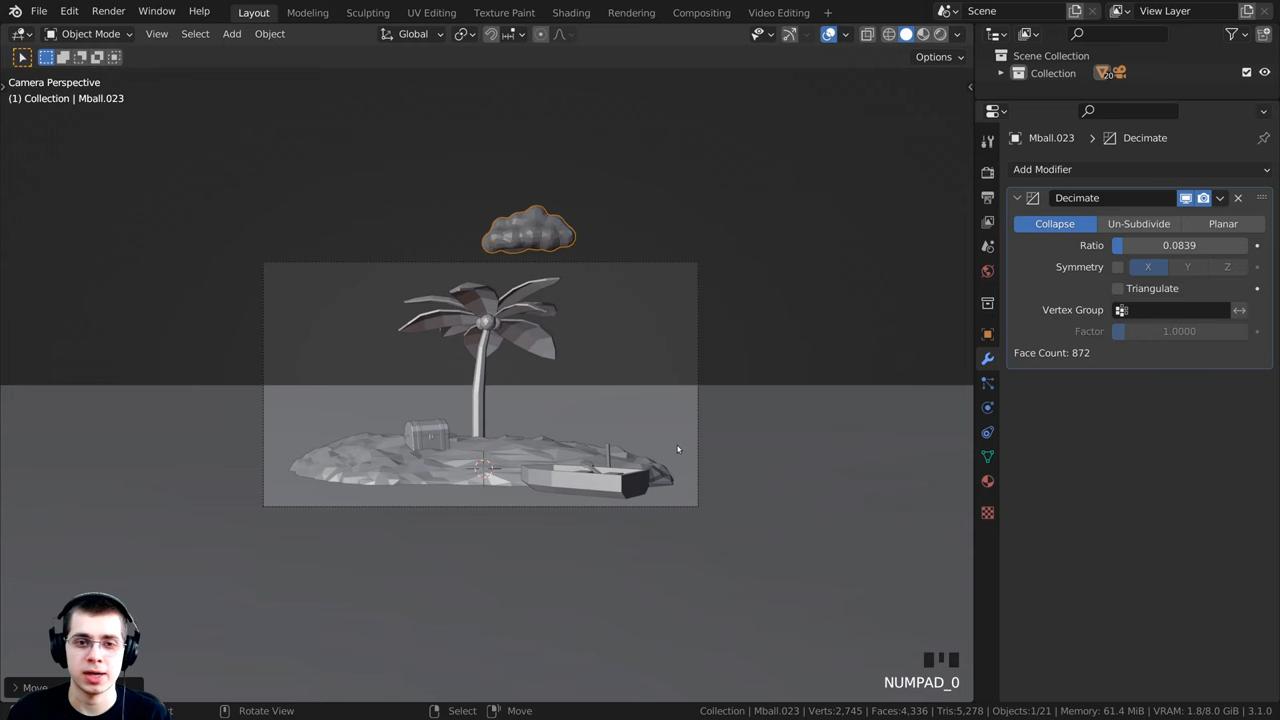 File Edit Render Window Help Layout Modeling Sculpting UV Editing Texture Paint Shading Rendering Compositing Video Editing + Scene View Layer
Object Mode View Select Add Object Global
Options
Camera Perspective
(1) Collection | Mball.023
Scene Collection
Collection 20
Mball.023 > Decimate
Add Modifier
Decimate
Collapse Un-Subdivide Planar
Ratio 0.0839
Symmetry X Y Z
Triangulate
Vertex Group
Factor 1.0000
Face Count: 872
NUMPAD_0
Move
Rotate View Select Move Collection | Mball.023 Verts:2,745 Faces:4,336 Tris:5,278 Objects:1/21 Memory: 61.4 MiB VRAM: 1.8/8.0 GiB 3.1.0